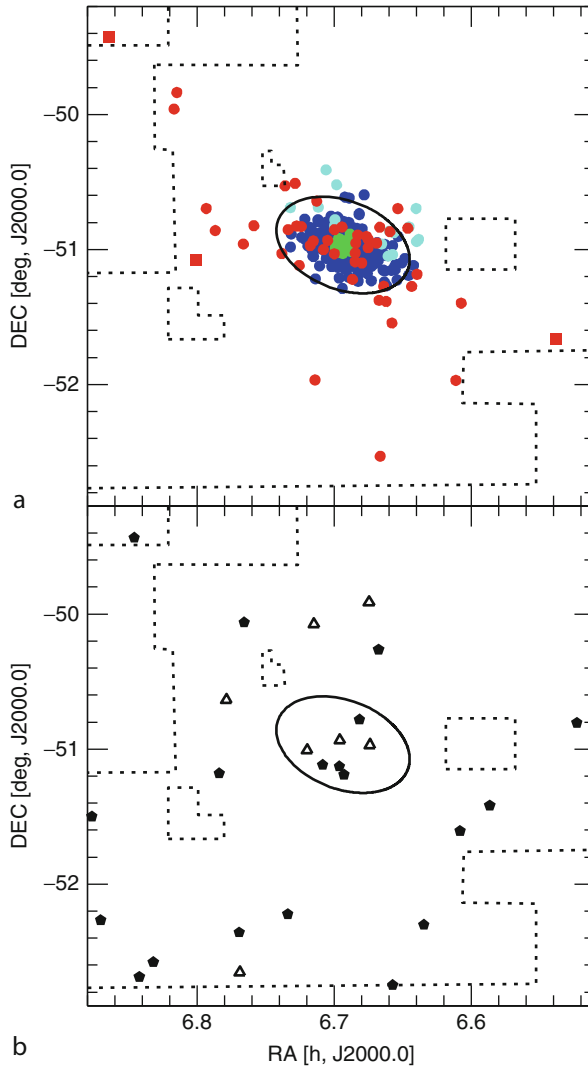 −50
−51
−52
DEC [deg, J2000.0]
a
−50
−51
−52
DEC [deg, J2000.0]
b
6.8 6.7 6.6
RA [h, J2000.0]